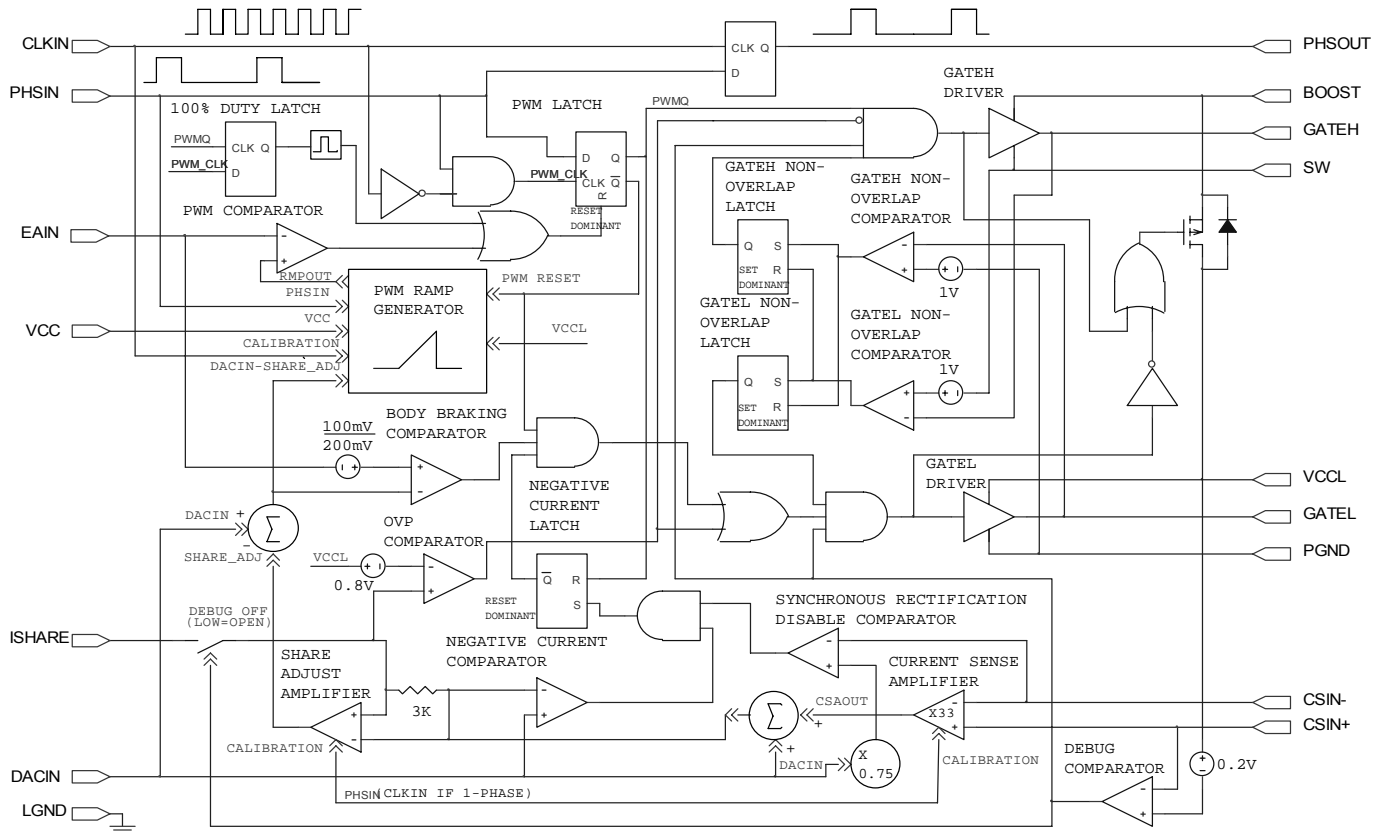 CLKIN
CLK Q
D
PHSOUT
PHSIN
GATEH
DRIVER
BOOST
100% DUTY LATCH
PWM LATCH
PWMQ
GATEH
PWMQ
CLK Q
PWM_CLK
D
D Q
PWM_CLK
CLK Q
R
RESET
DOMINANT
GATEH NON-
OVERLAP
LATCH
GATEH NON-
OVERLAP
COMPARATOR
SW
PWM COMPARATOR
EAIN
-
+
Q S
SET R
DOMINANT
-
+
+ -
1V
RMPOUT
PHSIN
VCC
CALIBRATION
DACIN-SHARE_ADJ
PWM RAMP
GENERATOR
PWM RESET
VCCL
VCC
GATEL NON-
OVERLAP
LATCH
GATEL NON-
OVERLAP
COMPARATOR
1V
+ -
Q S
SET R
DOMINANT
+
-
BODY BRAKING
COMPARATOR
100mV
200mV
- +
+
-
NEGATIVE
CURRENT
LATCH
GATEL
DRIVER
VCCL
GATEL
PGND
DACIN +
Σ
-
SHARE_ADJ
OVP
COMPARATOR
VCCL
+ -
0.8V
-
+
Q R
S
RESET
DOMINANT
DEBUG OFF
(LOW=OPEN)
ISHARE
SYNCHRONOUS RECTIFICATION
DISABLE COMPARATOR
-
+
NEGATIVE CURRENT
COMPARATOR
-
+
SHARE
ADJUST
AMPLIFIER
3K
+
-
CALIBRATION
CURRENT SENSE
AMPLIFIER
X33
-
+
CSAOUT
+
Σ
+
DACIN
X
0.75
CALIBRATION
CSIN-
CSIN+
DACIN
DEBUG
COMPARATOR
-
+
+
-
0.2V
PHSIN (CLKIN IF 1-PHASE)
LGND